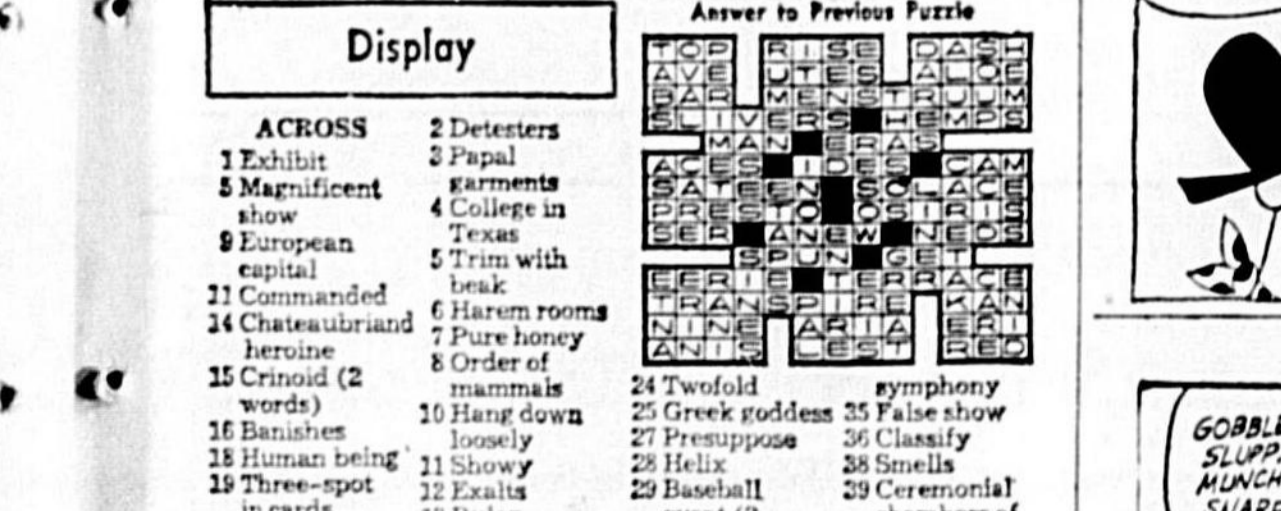 Display
ACROSS
1 Exhibit
5 Magnificent
show
9 European
capital
11 Commanded
14 Chateaubriand
heroine
15 Crinoid (2
words)
16 Banishes
18 Human being
19 Three-spot
in cards
2 Detesters
3 Papal
garments
4 College in
Texas
5 Trim with
beak
6 Harem rooms
7 Pure honey
8 Order of
mammals
10 Hang down
loosely
11 Showy
12 Exalts
Answer to Previous Puzzle
TOP RISE DASH
AVE UTES ALOE
BAR MENSTRUUM
SLIVERS HEMPS
MAN ERAS
ACES IDES CAM
SATEEN SOLACE
PRESTO OSIRIS
SER ANEW NEOS
SPUN GET
EERIE TERRACE
TRANSPIRE KAN
NINE ARIA ERI
ANIS LEST RED
24 Twofold
25 Greek goddess
27 Presuppose
28 Helix
29 Baseball
symphony
35 False show
36 Classify
38 Smells
39 Ceremonial
GOBBLE
SLUPP
MUNCH